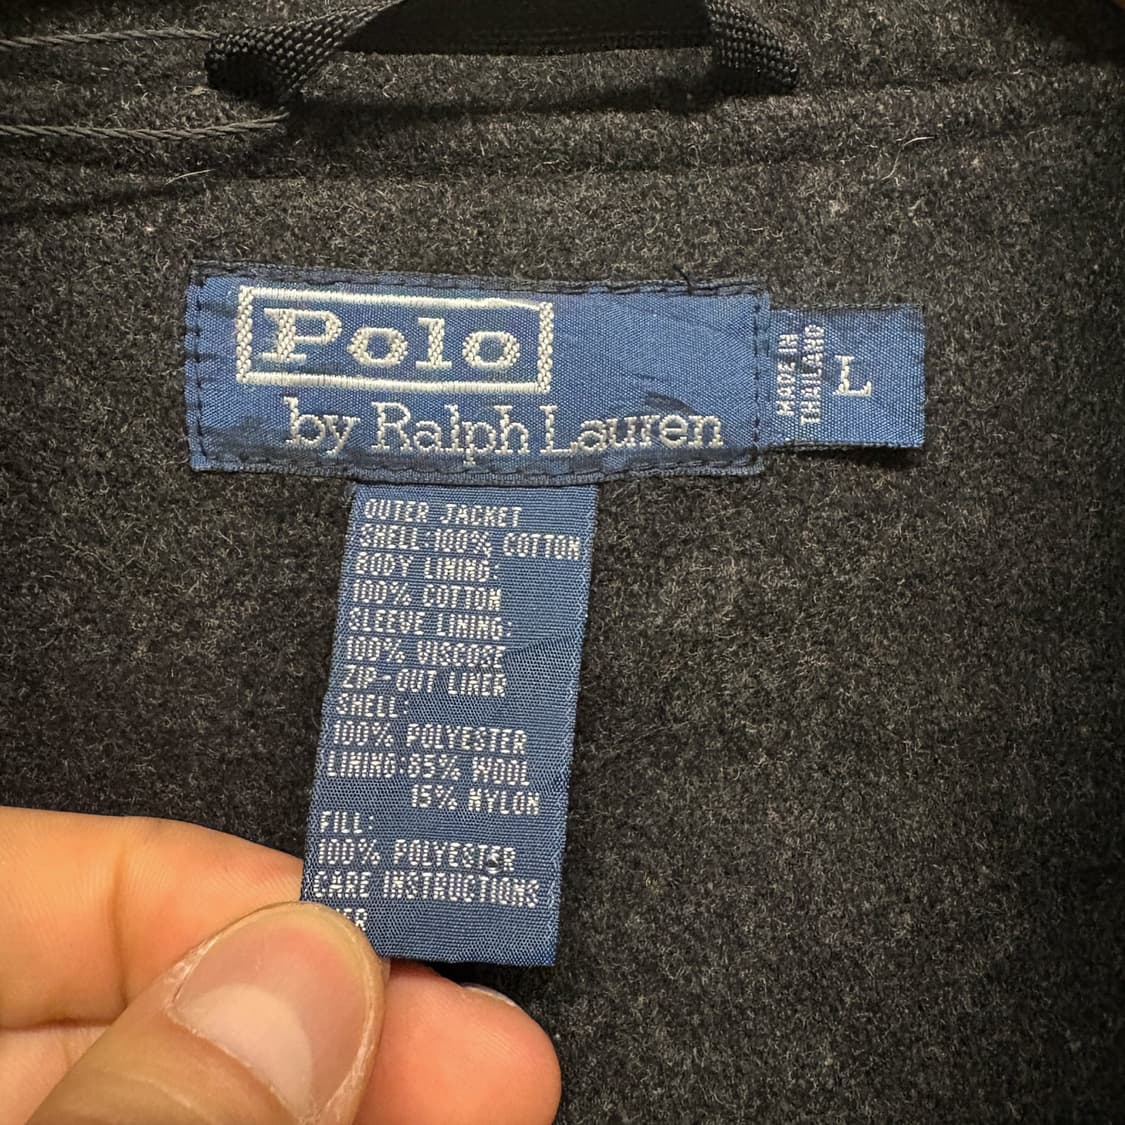 Polo
by Ralph Lauren
MADE IN
THAILAND
L
OUTER JACKET
SHELL:100% COTTON
BODY LINING:
100% COTTON
SLEEVE LINING:
100% VISCOSE
ZIP-OUT LINER
SHELL:
100% POLYESTER
LINING:85% WOOL
15% NYLON
FILL:
100% POLYESTER
CARE INSTRUCTIONS